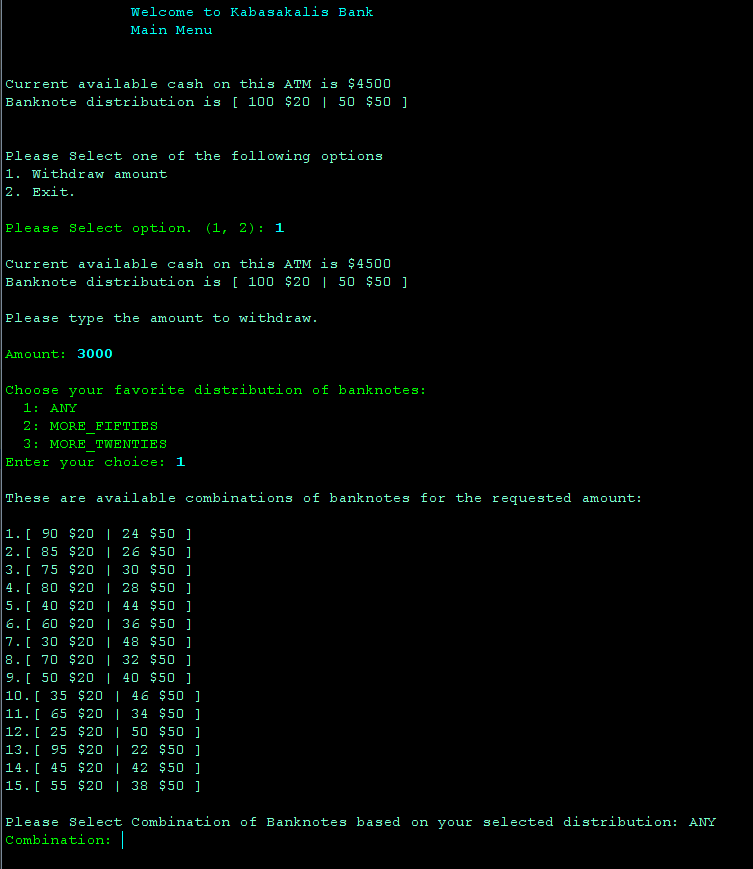 Welcome to Kabasakalis Bank
Main Menu
Current available cash on this ATM is $4500
Banknote distribution is [ 100 $20 | 50 $50 ]
Please Select one of the following options
1. Withdraw amount
2. Exit.
Please Select option. (1, 2): 1
Current available cash on this ATM is $4500
Banknote distribution is [ 100 $20 | 50 $50 ]
Please type the amount to withdraw.
Amount: 3000
Choose your favorite distribution of banknotes:
1: ANY
2: MORE_FIFTIES
3: MORE_TWENTIES
Enter your choice: 1
These are available combinations of banknotes for the requested amount:
1.[ 90 $20 | 24 $50 ]
2.[ 85 $20 | 26 $50 ]
3.[ 75 $20 | 30 $50 ]
4.[ 80 $20 | 28 $50 ]
5.[ 40 $20 | 44 $50 ]
6.[ 60 $20 | 36 $50 ]
7.[ 30 $20 | 48 $50 ]
8.[ 70 $20 | 32 $50 ]
9.[ 50 $20 | 40 $50 ]
10.[ 35 $20 | 46 $50 ]
11.[ 65 $20 | 34 $50 ]
12.[ 25 $20 | 50 $50 ]
13.[ 95 $20 | 22 $50 ]
14.[ 45 $20 | 42 $50 ]
15.[ 55 $20 | 38 $50 ]
Please Select Combination of Banknotes based on your selected distribution: ANY
Combination: